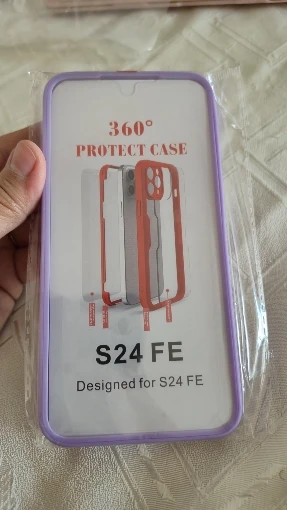 360°
PROTECT CASE
S24 FE
Designed for S24 FE